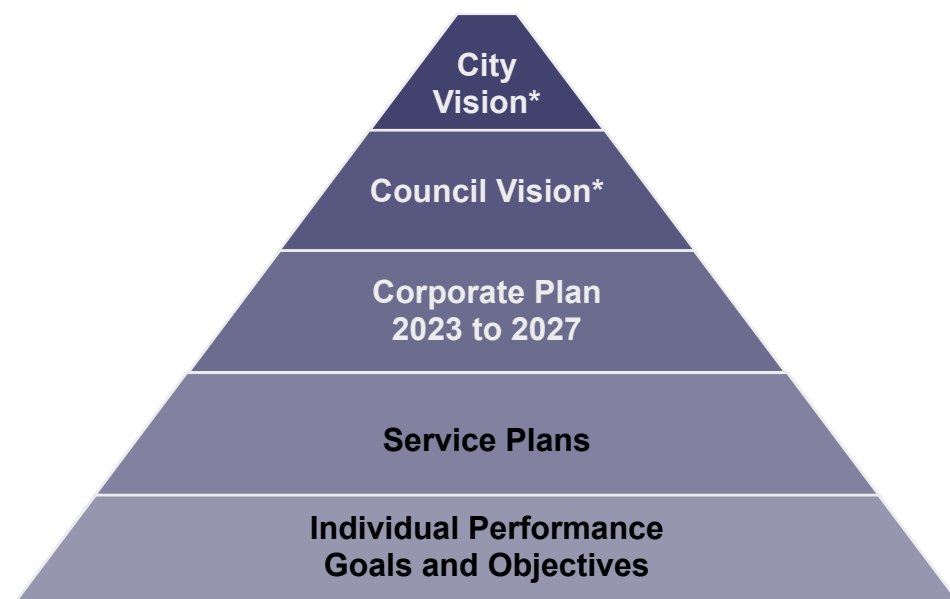 City
Vision*
Council Vision*
Corporate Plan
2023 to 2027
Service Plans
Individual Performance
Goals and Objectives